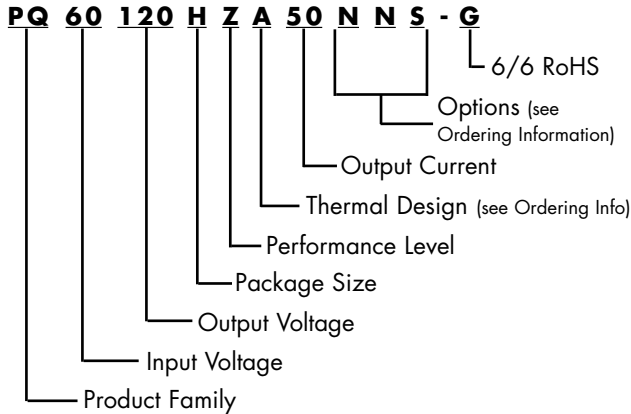 PQ 60 120 H Z A 50 N N S - G
6/6 RoHS
Options (see
Ordering Information)
Output Current
Thermal Design (see Ordering Info)
Performance Level
Package Size
Output Voltage
Input Voltage
Product Family